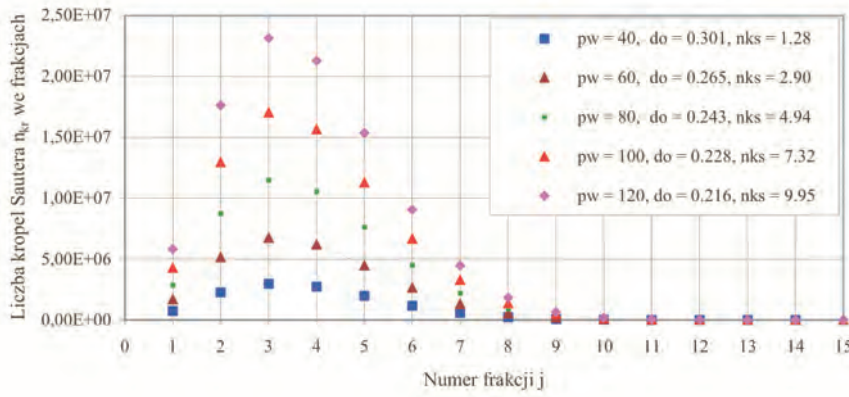 Liczba kropel Sautera nkr we frakcjach
2,50E+07
2,00E+07
1,50E+07
1,00E+07
5,00E+06
0,00E+00
pw = 40, do = 0.301, nks = 1.28
pw = 60, do = 0.265, nks = 2.90
pw = 80, do = 0.243, nks = 4.94
pw = 100, do = 0.228, nks = 7.32
pw = 120, do = 0.216, nks = 9.95
0 1 2 3 4 5 6 7 8 9 10 11 12 13 14 15
Numer frakcji j